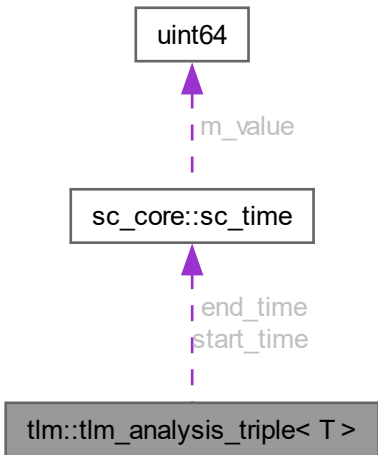 uint64
m_value
sc_core::sc_time
end_time
start_time
tlm::tlm_analysis_triple< T >